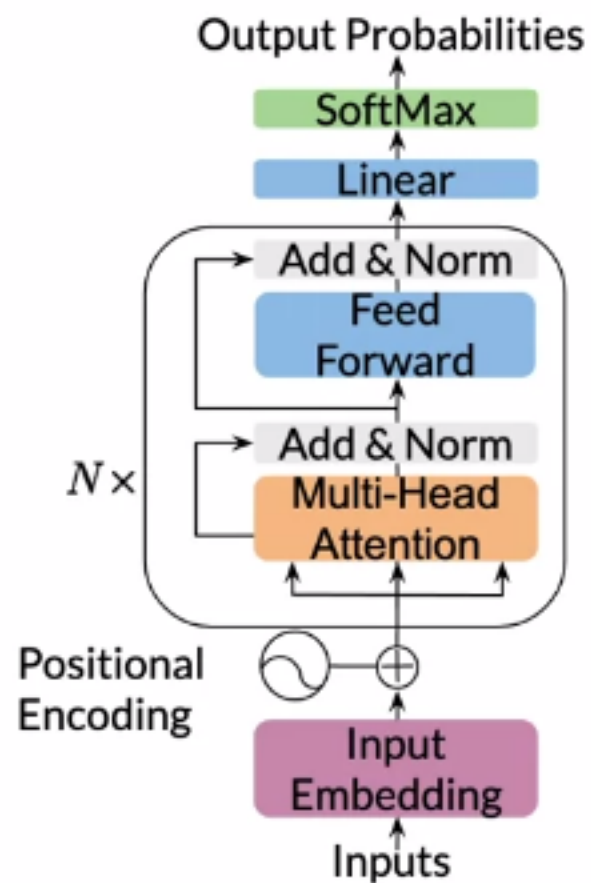 Output Probabilities
SoftMax
Linear
Add & Norm
Feed
Forward
Add & Norm
N×
Multi-Head
Attention
Positional
Encoding
Input
Embedding
Inputs